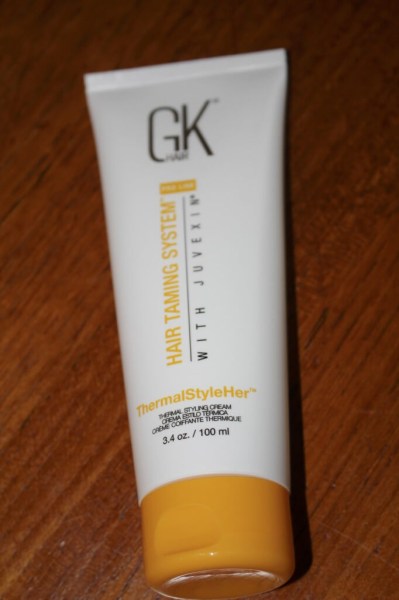 GK™
HAIR
PRO LINE
HAIR TAMING SYSTEM™
WITH JUVEXIN®
ThermalStyleHer™
THERMAL STYLING CREAM
CREMA ESTILO TÉRMICA
CRÈME COIFFANTE THERMIQUE
3.4 oz. / 100 ml